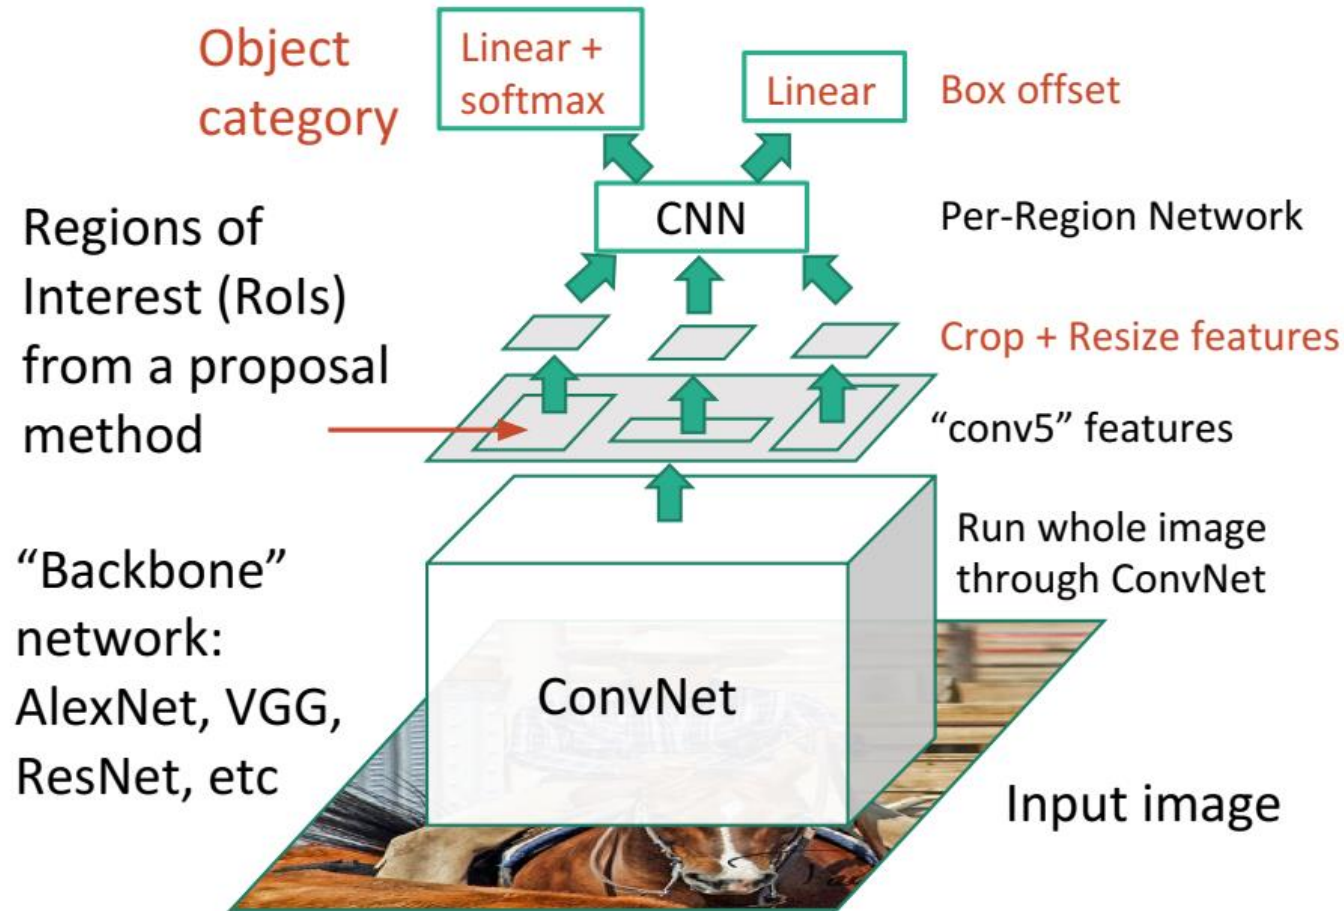 Object
category
Linear +
softmax
Linear
Box offset
Regions of
Interest (RoIs)
from a proposal
method
CNN
Per-Region Network
Crop + Resize features
“conv5” features
Run whole image
through ConvNet
“Backbone”
network:
AlexNet, VGG,
ResNet, etc
ConvNet
Input image